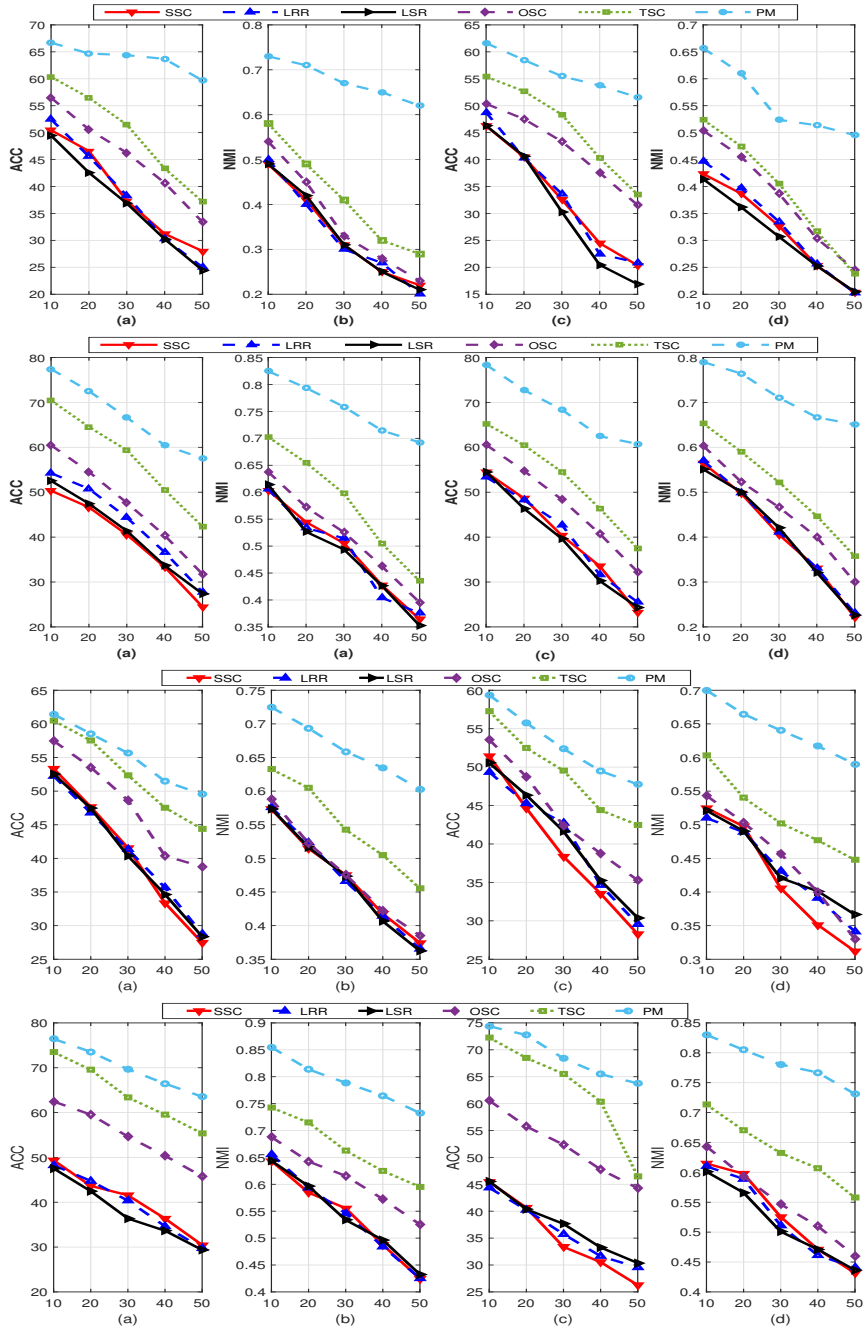 SSC LRR LSR OSC TSC PM
70 65 60 55 50 45 40 35 30 25 20
ACC
10 20 30 40 50
(a)
0.8 0.7 0.6 0.5 0.4 0.3 0.2
NMI
10 20 30 40 50
(b)
65 60 55 50 45 40 35 30 25 20 15
ACC
10 20 30 40 50
(c)
0.7 0.65 0.6 0.55 0.5 0.45 0.4 0.35 0.3 0.25 0.2
NMI
10 20 30 40 50
(d)
SSC LRR LSR OSC TSC PM
80 70 60 50 40 30 20
ACC
10 20 30 40 50
(a)
0.85 0.8 0.75 0.7 0.65 0.6 0.55 0.5 0.45 0.4 0.35
NMI
10 20 30 40 50
(a)
80 70 60 50 40 30 20
ACC
10 20 30 40 50
(c)
0.8 0.7 0.6 0.5 0.4 0.3 0.2
NMI
10 20 30 40 50
(d)
SSC LRR LSR OSC TSC PM
65 60 55 50 45 40 35 30 25
ACC
10 20 30 40 50
(a)
0.75 0.7 0.65 0.6 0.55 0.5 0.45 0.4 0.35
NMI
10 20 30 40 50
(b)
60 55 50 45 40 35 30 25
ACC
10 20 30 40 50
(c)
0.7 0.65 0.6 0.55 0.5 0.45 0.4 0.35 0.3
NMI
10 20 30 40 50
(d)
SSC LRR LSR OSC TSC PM
80 70 60 50 40 30 20
ACC
10 20 30 40 50
(a)
0.9 0.85 0.8 0.75 0.7 0.65 0.6 0.55 0.5 0.45 0.4
NMI
10 20 30 40 50
(b)
75 70 65 60 55 50 45 40 35 30 25
ACC
10 20 30 40 50
(c)
0.85 0.8 0.75 0.7 0.65 0.6 0.55 0.5 0.45 0.4
NMI
10 20 30 40 50
(d)